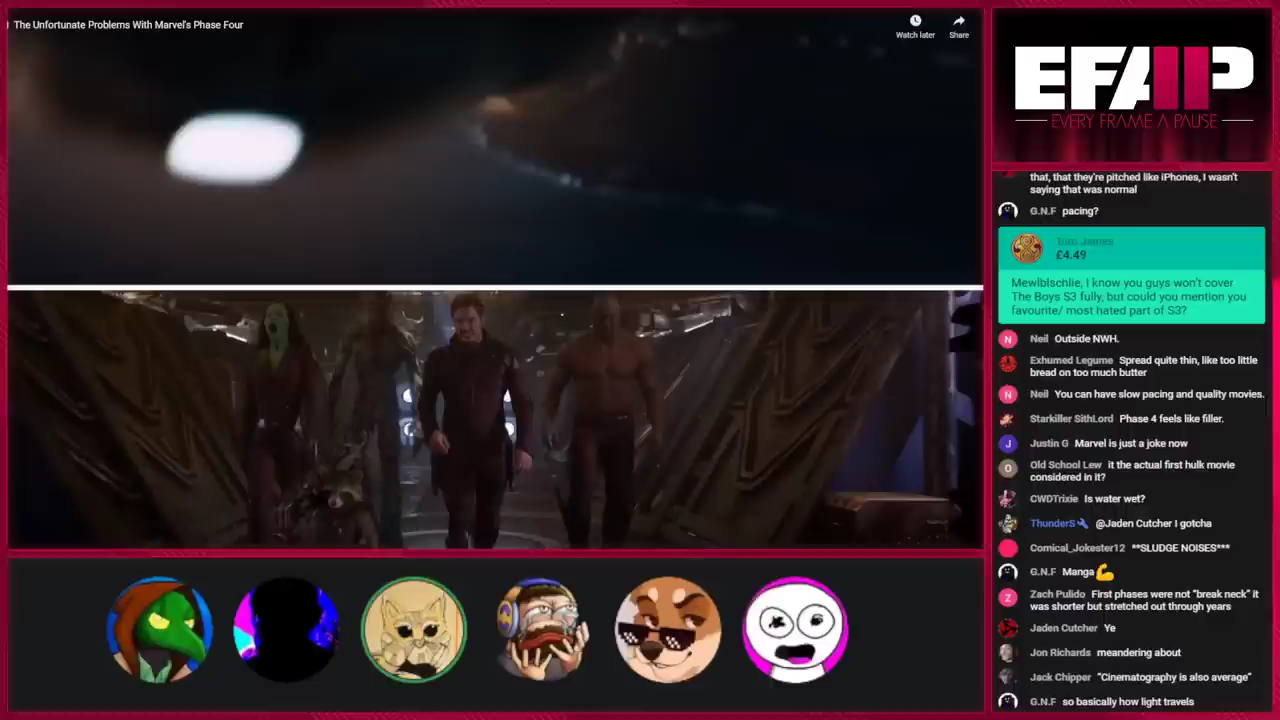 The Unfortunate Problems With Marvel's Phase Four
Watch later
Share
EFAP
EVERY FRAME A PAUSE
that, that they're pitched like iPhones, I wasn't
saying that was normal
G.N.F pacing?
Tom James
£4.49
Mewlblschlie, I know you guys won't cover
The Boys S3 fully, but could you mention you
favourite/ most hated part of S3?
N Neil Outside NWH.
Exhumed Legume Spread quite thin, like too little
bread on too much butter
N Neil You can have slow pacing and quality movies.
Starkiller SithLord Phase 4 feels like filler.
J Justin G Marvel is just a joke now
O Old School Lew it the actual first hulk movie
considered in it?
CWDTrixie Is water wet?
ThunderS @Jaden Cutcher I gotcha
Comical_Jokester12 **SLUDGE NOISES***
G.N.F Manga💪
Z Zach Pulido First phases were not “break neck” it
was shorter but stretched out through years
Jaden Cutcher Ye
Jon Richards meandering about
Jack Chipper “Cinematography is also average”
G.N.F so basically how light travels